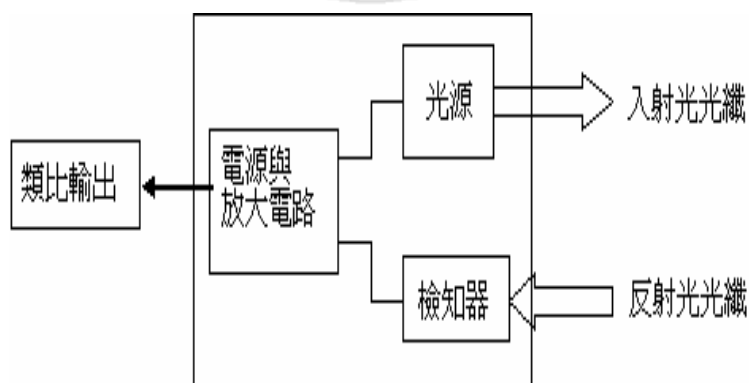 光源
入射光光纖
電源與
放大電路
類比輸出
檢知器
反射光光纖